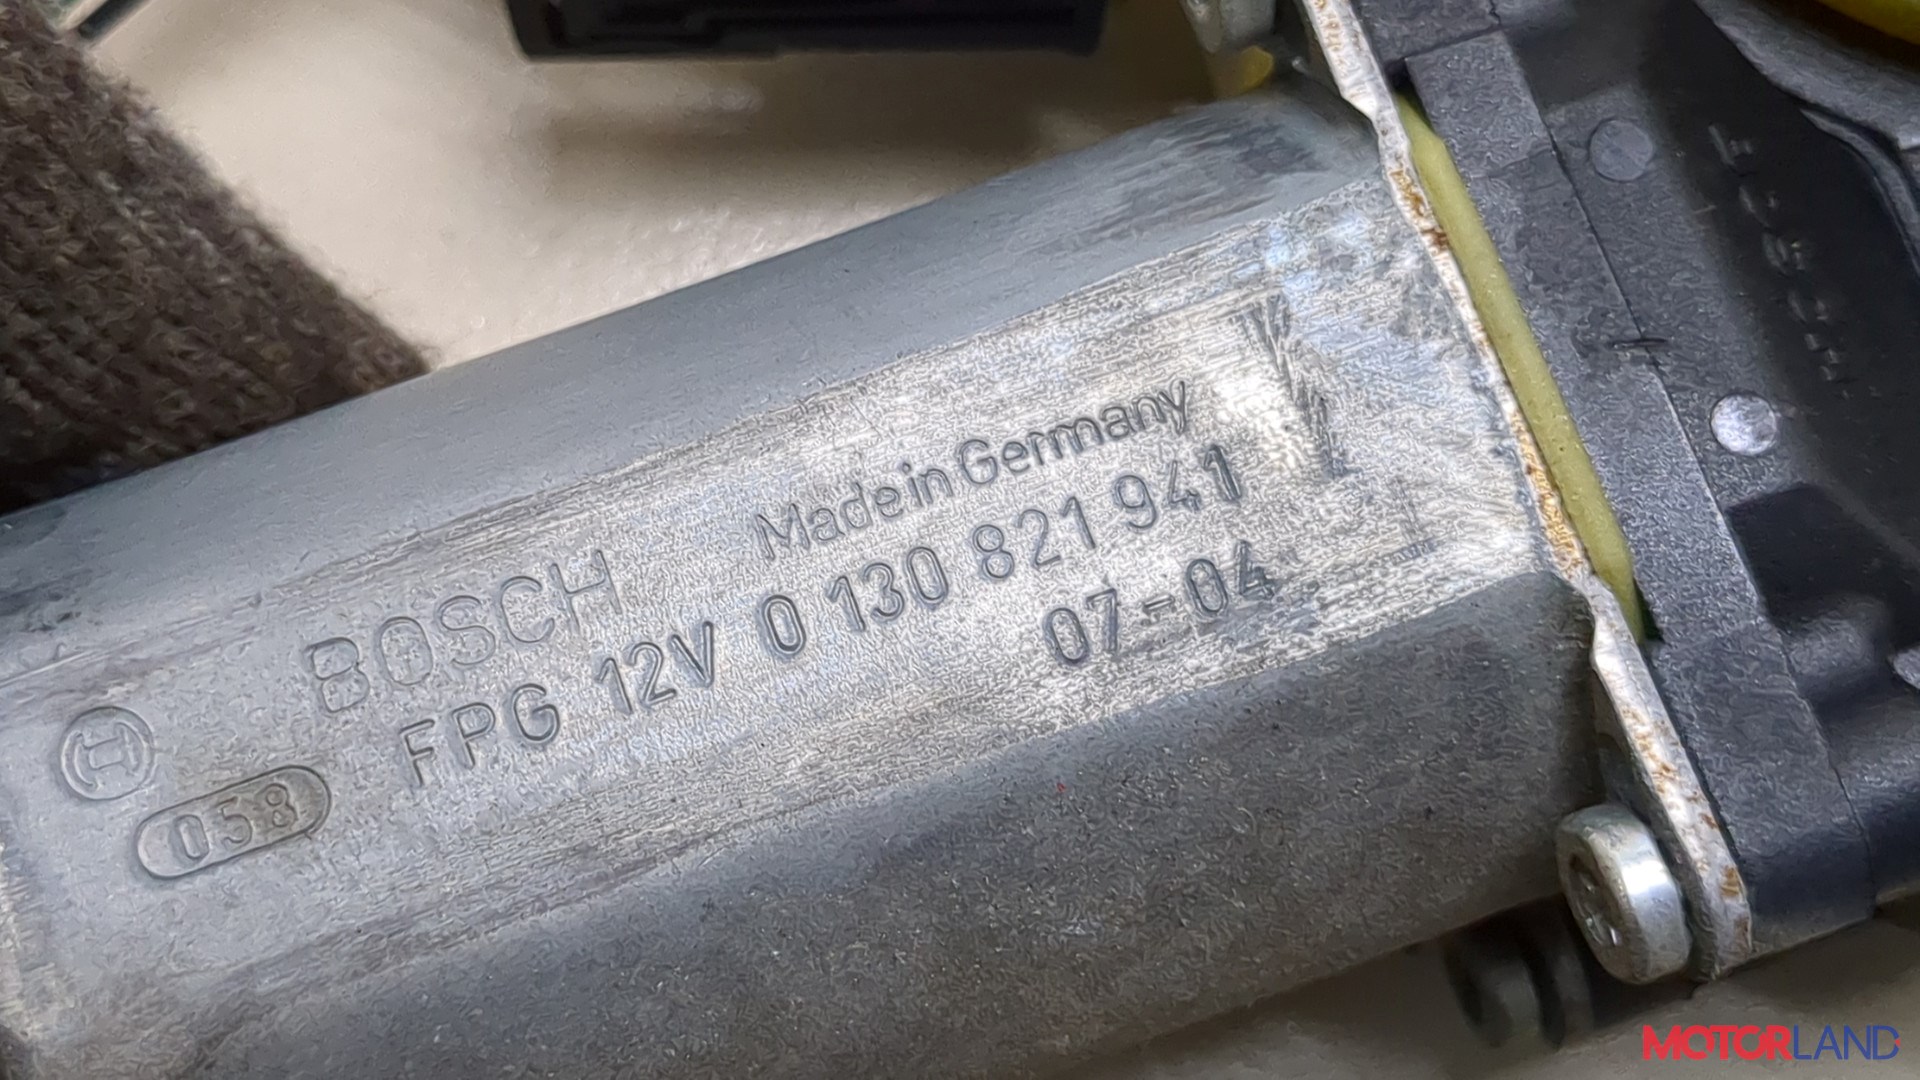 Made in Germany
BOSCH
FPG 12V 0 130 821 941
07-04
058
MOTORLAND